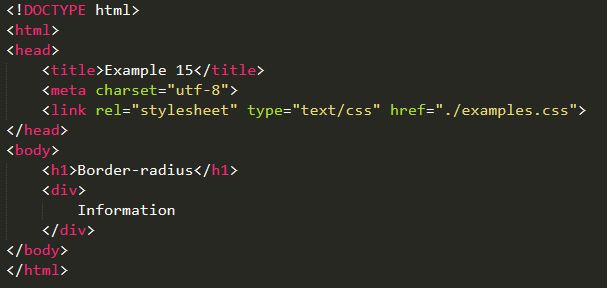 <!DOCTYPE html>
<html>
<head>
    <title>Example 15</title>
    <meta charset="utf-8">
    <link rel="stylesheet" type="text/css" href="./examples.css">
</head>
<body>
    <h1>Border-radius</h1>
    <div>
        Information
    </div>
</body>
</html>